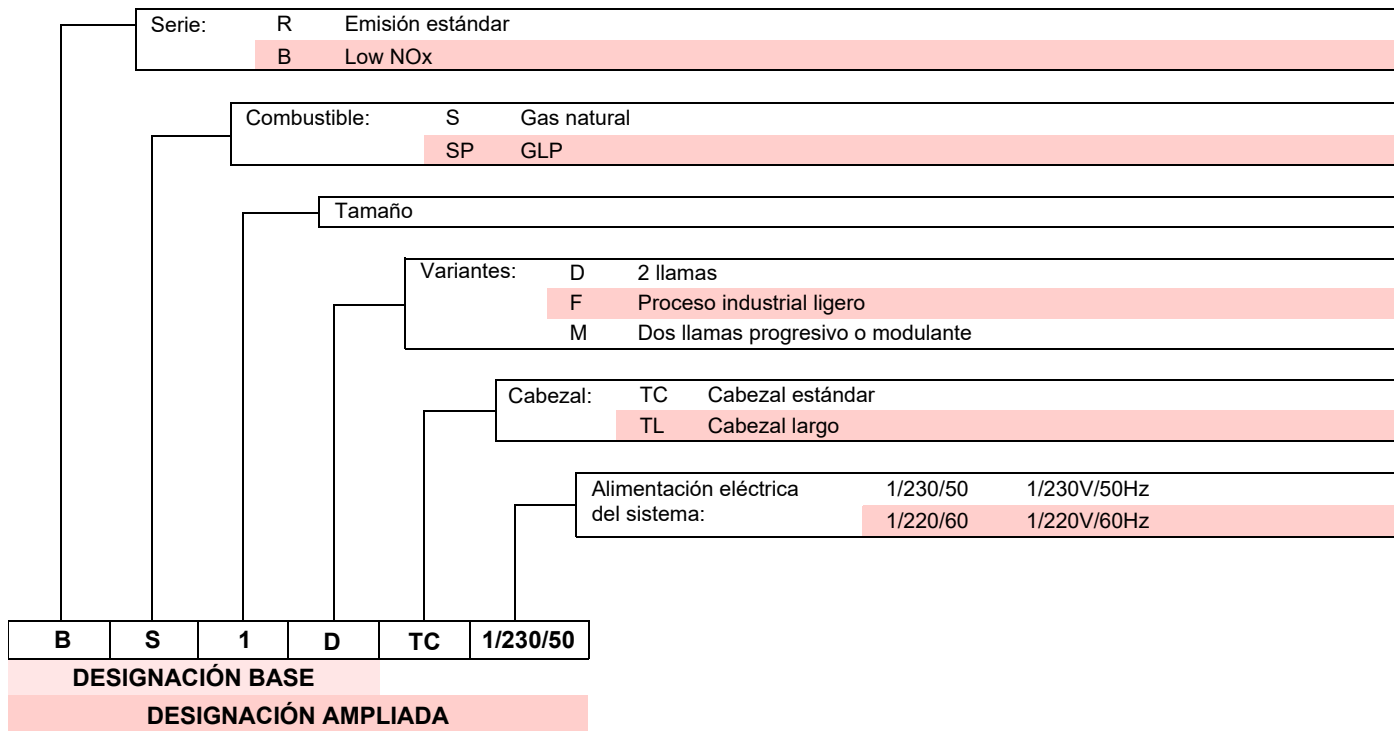 Serie: R Emisión estándar
B Low NOx
Combustible: S Gas natural
SP GLP
Tamaño
Variantes: D 2 llamas
F Proceso industrial ligero
M Dos llamas progresivo o modulante
Cabezal: TC Cabezal estándar
TL Cabezal largo
Alimentación eléctrica 1/230/50 1/230V/50Hz
del sistema: 1/220/60 1/220V/60Hz
B S 1 D TC 1/230/50
DESIGNACIÓN BASE
DESIGNACIÓN AMPLIADA